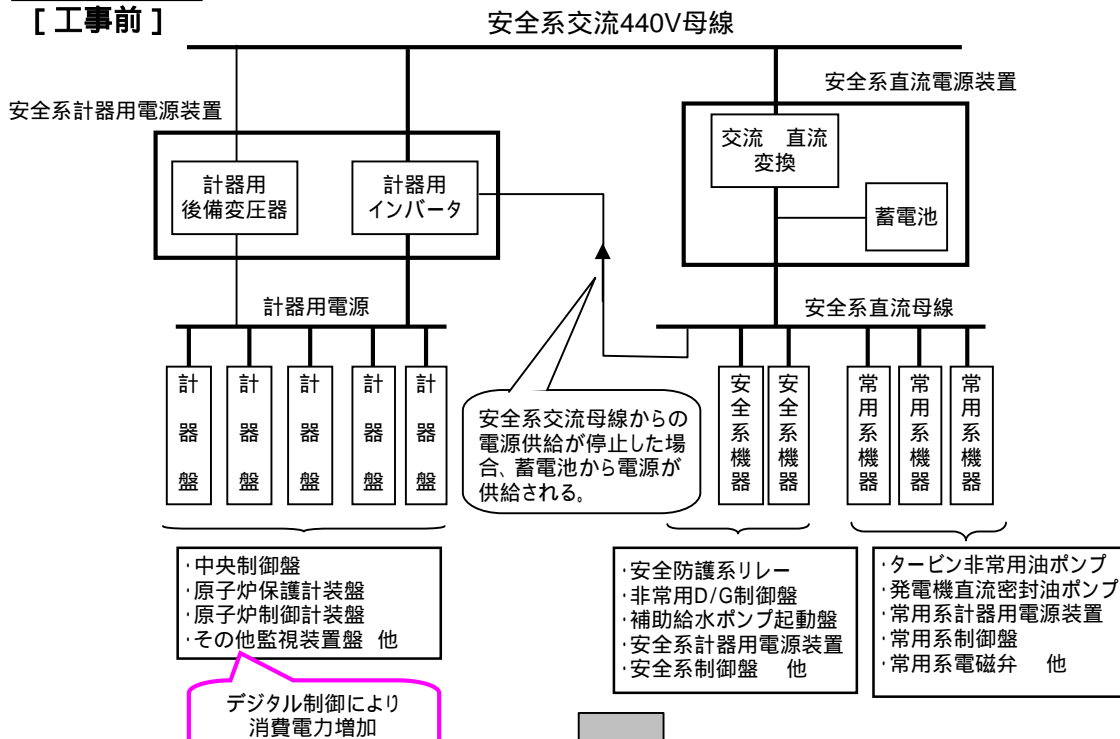 [ 工事前 ]
安全系交流440V母線
安全系計器用電源装置
安全系直流電源装置
計器用
後備変圧器
計器用
インバータ
交流　直流
変換
蓄電池
計器用電源
安全系直流母線
計器盤
計器盤
計器盤
計器盤
計器盤
安全系交流母線からの
電源供給が停止した場
合、蓄電池から電源が
供給される。
安全系機器
安全系機器
常用系機器
常用系機器
常用系機器
・中央制御盤
・原子炉保護計装盤
・原子炉制御計装盤
・その他監視装置盤　他
・安全防護系リレー
・非常用D/G制御盤
・補助給水ポンプ起動盤
・安全系計器用電源装置
・安全系制御盤　他
・タービン非常用油ポンプ
・発電機直流密封油ポンプ
・常用系計器用電源装置
・常用系制御盤
・常用系電磁弁　他
デジタル制御により
消費電力増加